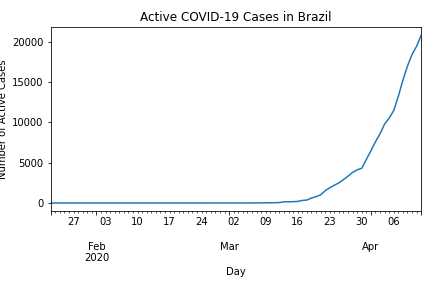 Active COVID-19 Cases in Brazil
Number of Active Cases
20000
15000
10000
5000
0
27 03 10 17 24 02 09 16 23 30 06
Feb Mar Apr
2020
Day